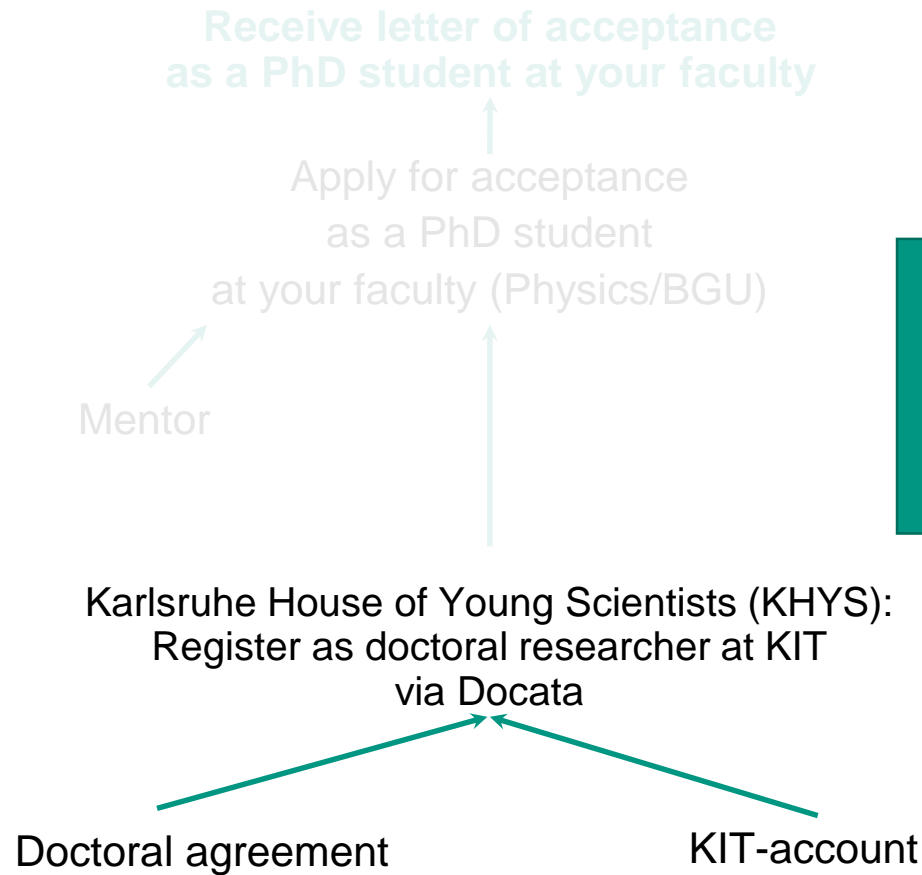 Receive letter of acceptance
as a PhD student at your faculty
Apply for acceptance
as a PhD student
at your faculty (Physics/BGU)
Mentor
Karlsruhe House of Young Scientists (KHYS):
Register as doctoral researcher at KIT
via Docata
Doctoral agreement
KIT-account